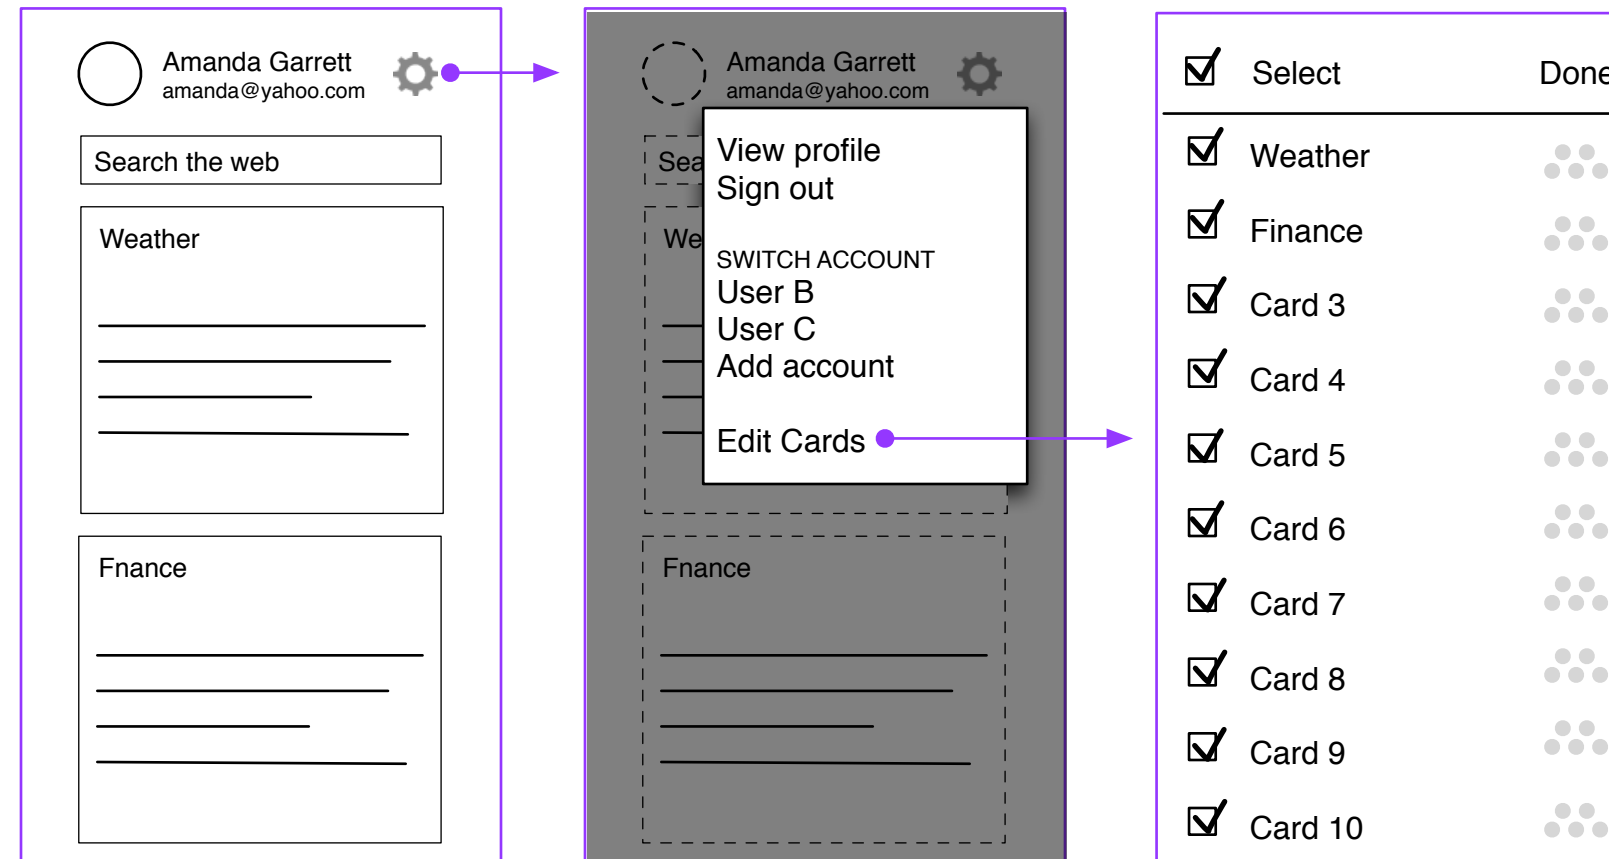 Amanda Garrett
amanda@yahoo.com
Search the web
Weather
Fnance
Amanda Garrett
amanda@yahoo.com
Sea
We
View profile
Sign out
SWITCH ACCOUNT
User B
User C
Add account
Edit Cards
Fnance
Select Done
Weather
Finance
Card 3
Card 4
Card 5
Card 6
Card 7
Card 8
Card 9
Card 10